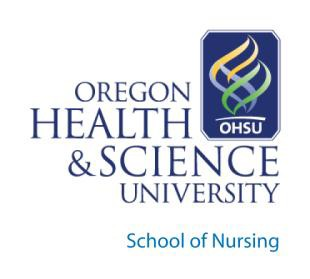 OREGON
HEALTH
& SCIENCE
UNIVERSITY
OHSU
School of Nursing